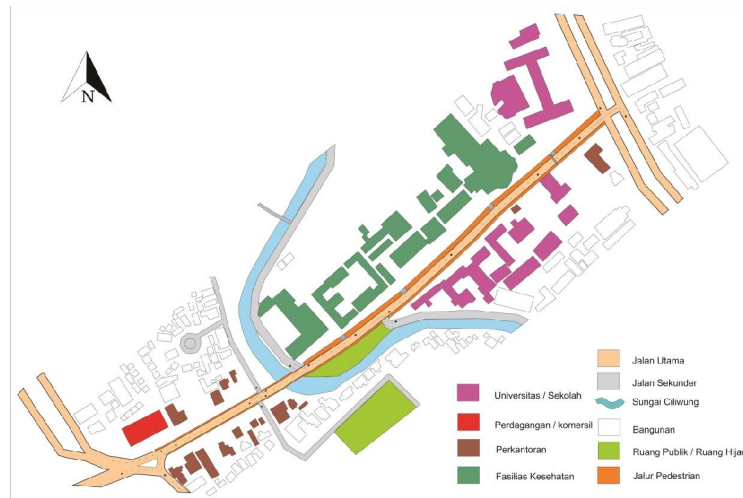 N
Universitas / Sekolah
Perdagangan / komersil
Perkantoran
Fasilias Kesehatan
Jalan Utama
Jalan Sekunder
Sungai Ciliwung
Bangunan
Ruang Publik / Ruang Hijau
Jalur Pedestrian